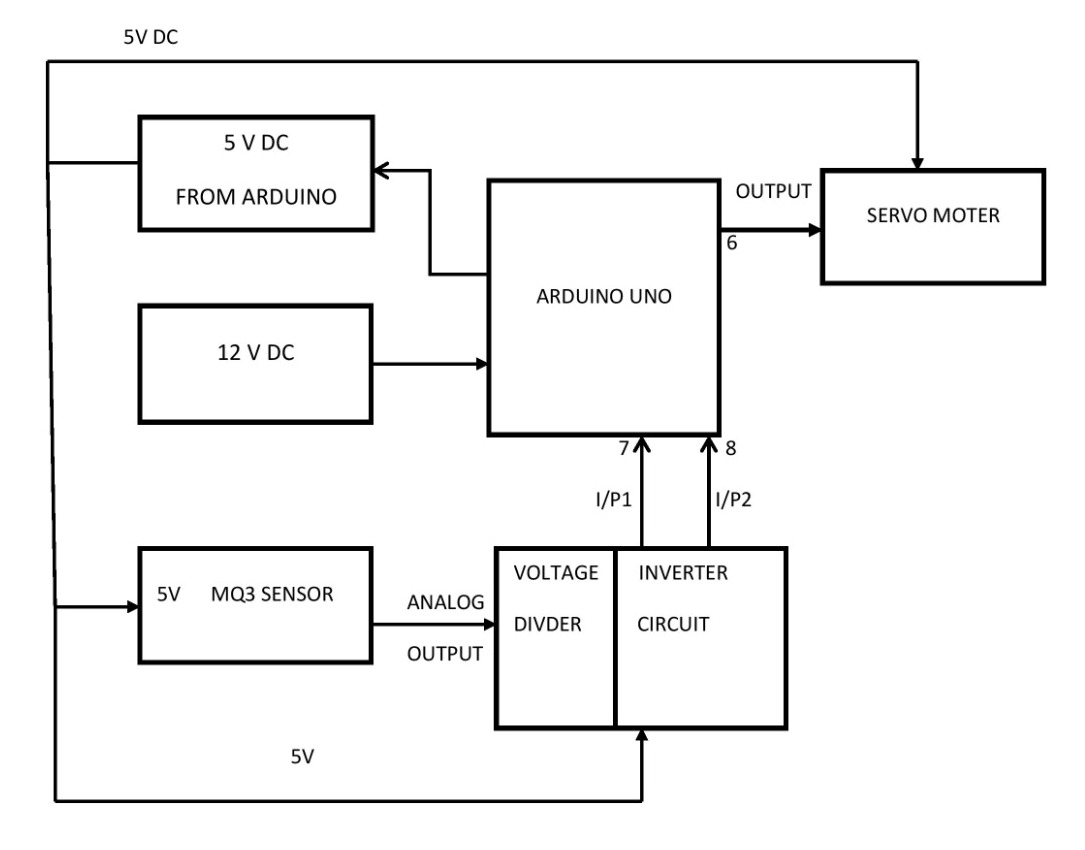 5V DC
5 V DC
FROM ARDUINO
OUTPUT
SERVO MOTER
6
ARDUINO UNO
12 V DC
7
8
I/P1
I/P2
5V MQ3 SENSOR
ANALOG
OUTPUT
VOLTAGE
DIVDER
INVERTER
CIRCUIT
5V